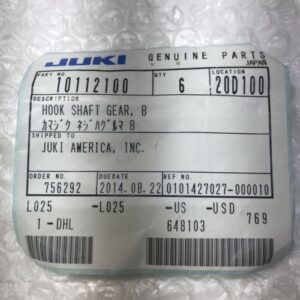 JUKI GENUINE PARTS
JAPAN
PART NO. QTY LOCATION
10112100 6 20D100
DESCRIPTION
HOOK SHAFT GEAR, B
カマジク ネジハグルマ B
SHIPPED TO
JUKI AMERICA, INC.
ORDER NO. DUEDATE REF NO.
756292 2014.08.22 0101427027-000010
L025 -L025 -US -USD
1-DHL 648103 769